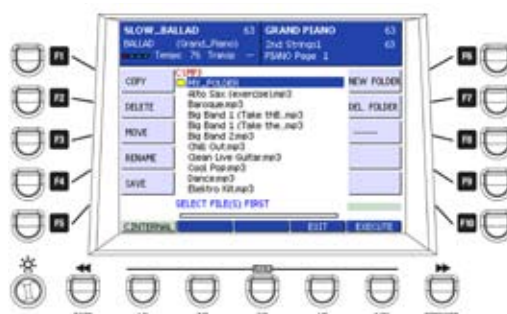 SLOW_BALLAD 63 GRAND PIANO 63
BALLAD (Grand_Piano) 2nd Strings1 63
Tempo: 75 Transp: -- PIANO Page 1
C:\MP3
MY_FOLDER
Alto Sax (exercise).mp3
Baroque.mp3
Big Band 1 (Take thE.mp3
Big Band 1 (Take the_.mp3
Big Band 2.mp3
Chill Out.mp3
Clean Live Guitar.mp3
Cool Pop.mp3
Dance.mp3
Elektro Kit.mp3
SELECT FILE(S) FIRST
COPY
DELETE
MOVE
RENAME
SAVE
NEW FOLDER
DEL. FOLDER
------
C:INTERNAL EXIT EXECUTE
F1
F2
F3
F4
F5
F6
F7
F8
F9
F10